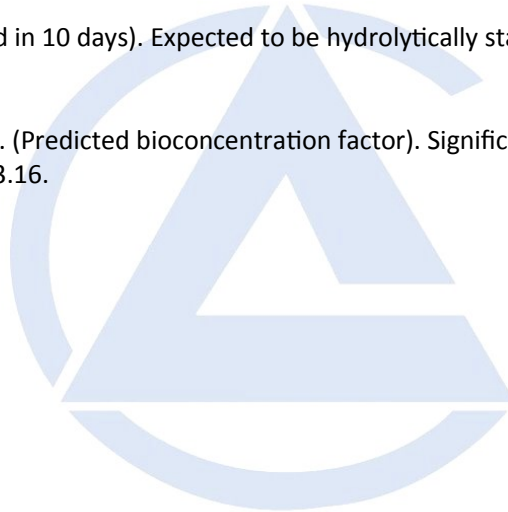 d in 10 days). Expected to be hydrolytically sta
. (Predicted bioconcentration factor). Signific
3.16.